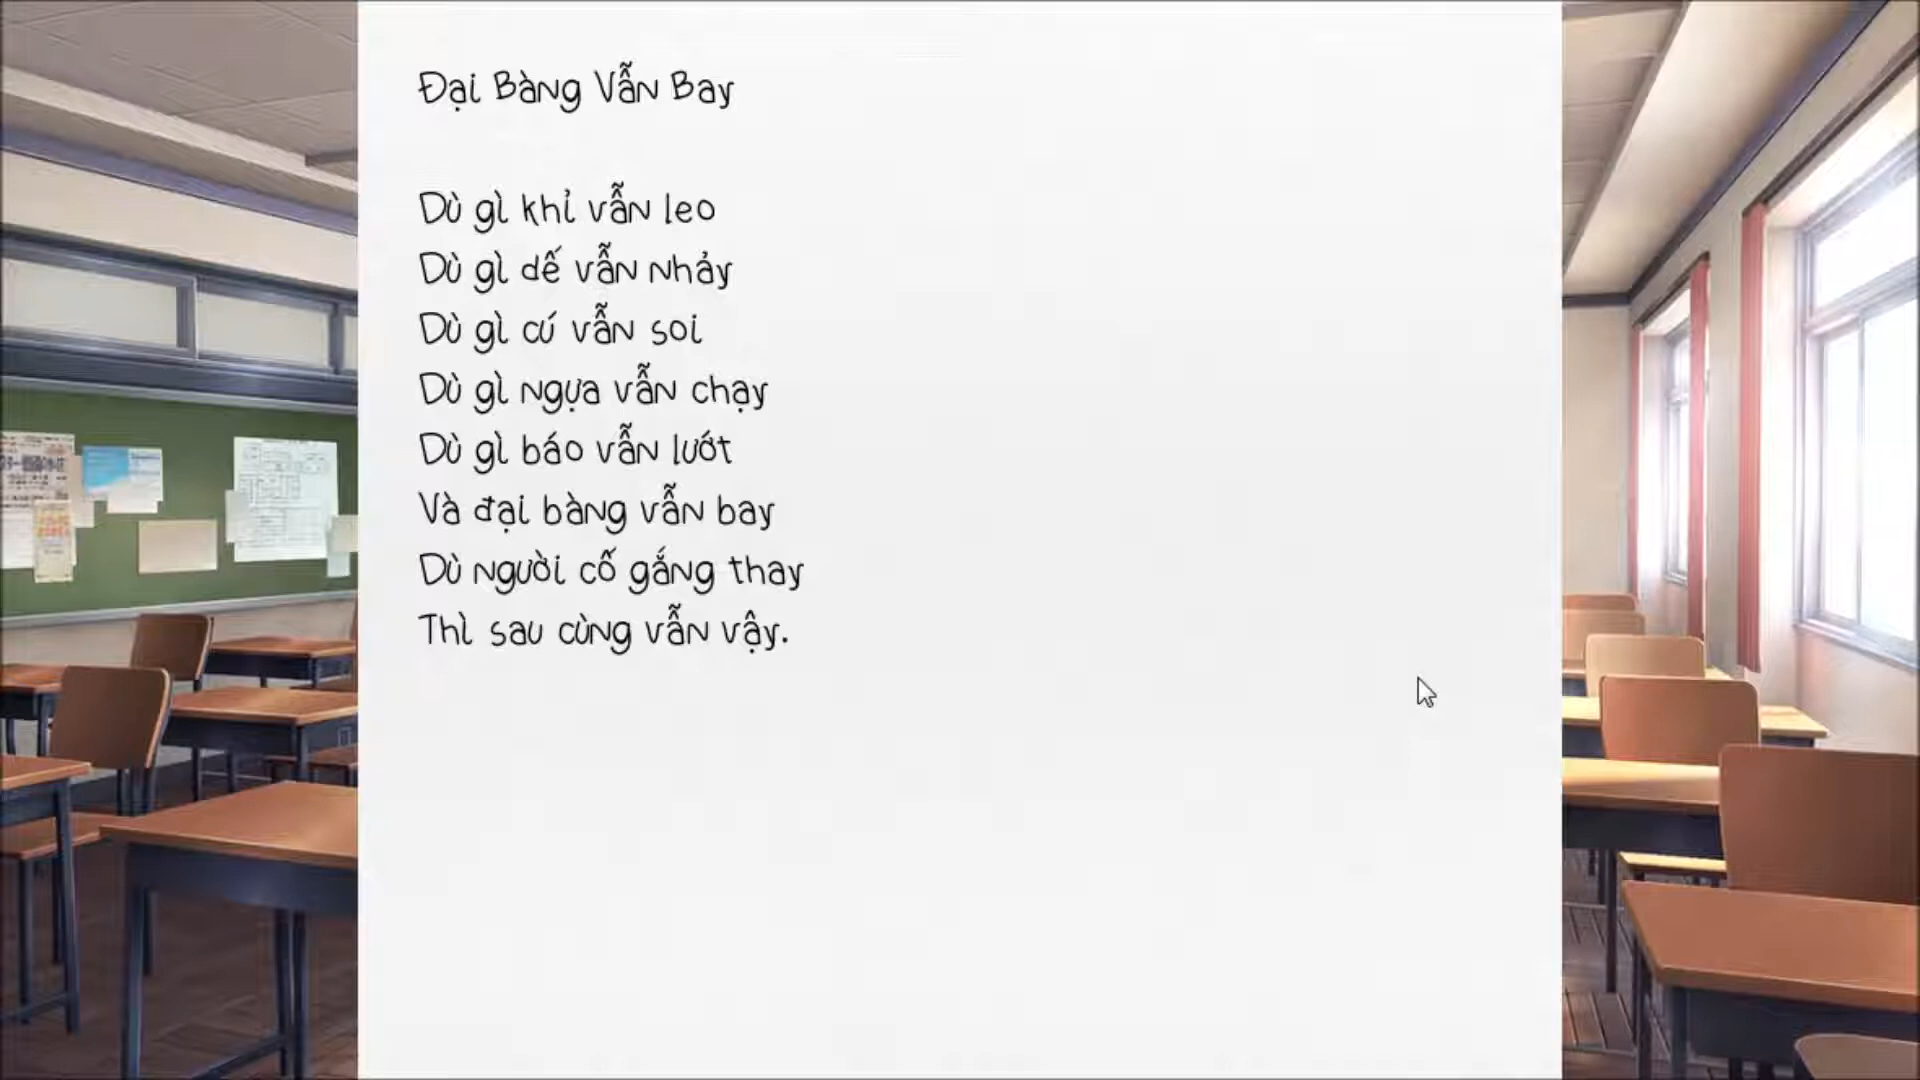 Đại Bàng Vẫn Bay
Dù gì khỉ vẫn leo
Dù gì dế vẫn nhảy
Dù gì cú vẫn soi
Dù gì ngựa vẫn chạy
Dù gì báo vẫn lướt
Và đại bàng vẫn bay
Dù người cố gắng thay
Thì sau cùng vẫn vậy.